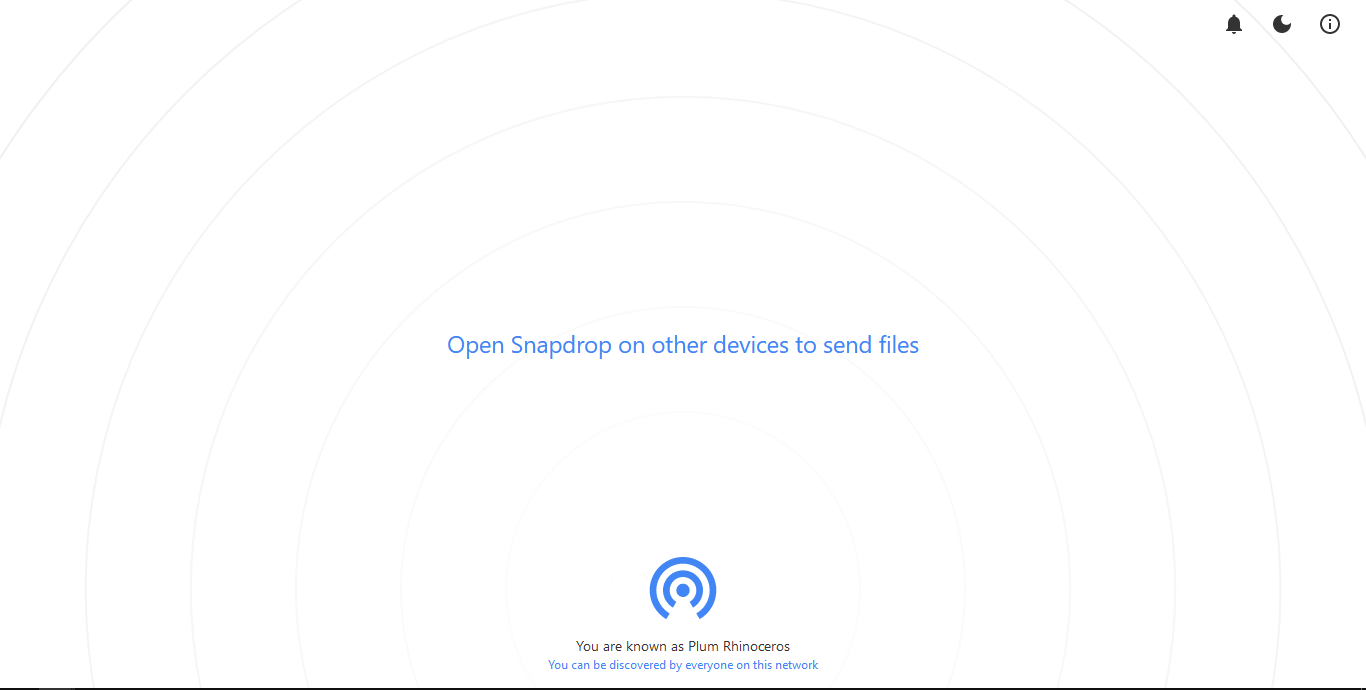 Open Snapdrop on other devices to send files
You are known as Plum Rhinoceros
You can be discovered by everyone on this network